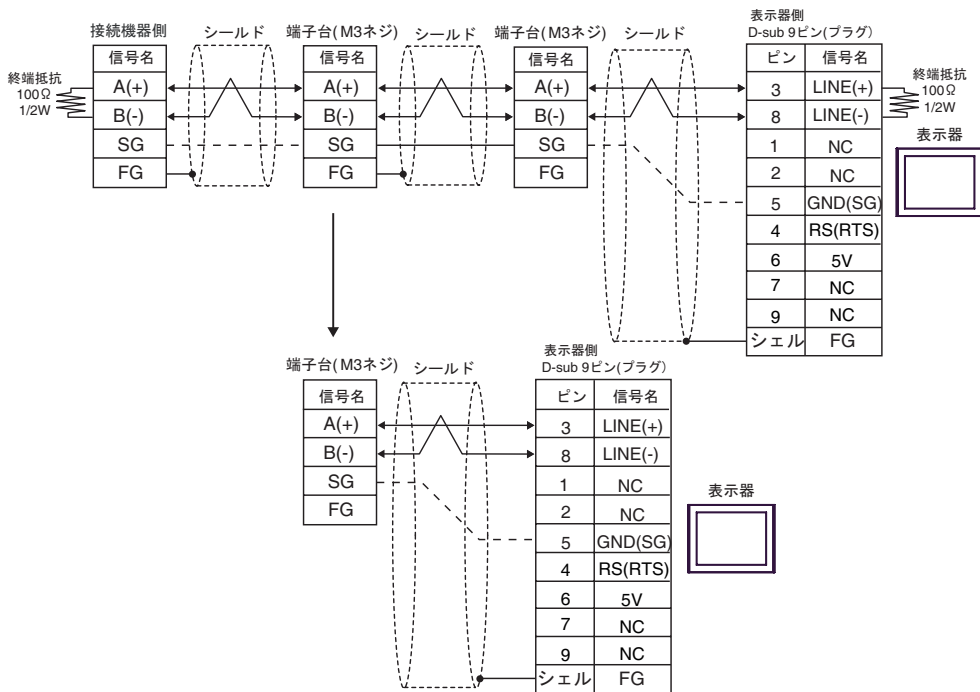 接続機器側 シールド 端子台(M3ネジ) シールド 端子台(M3ネジ) シールド 表示器側
D-sub 9ピン(プラグ)
終端抵抗
100Ω
1/2W
信号名
A(+)
B(-)
SG
FG
信号名
A(+)
B(-)
SG
FG
信号名
A(+)
B(-)
SG
FG
ピン 信号名
3 LINE(+)
8 LINE(-)
1 NC
2 NC
5 GND(SG)
4 RS(RTS)
6 5V
7 NC
9 NC
シェル FG
終端抵抗
100Ω
1/2W
表示器
端子台(M3ネジ) シールド 表示器側
D-sub 9ピン(プラグ)
信号名
A(+)
B(-)
SG
FG
ピン 信号名
3 LINE(+)
8 LINE(-)
1 NC
2 NC
5 GND(SG)
4 RS(RTS)
6 5V
7 NC
9 NC
シェル FG
表示器